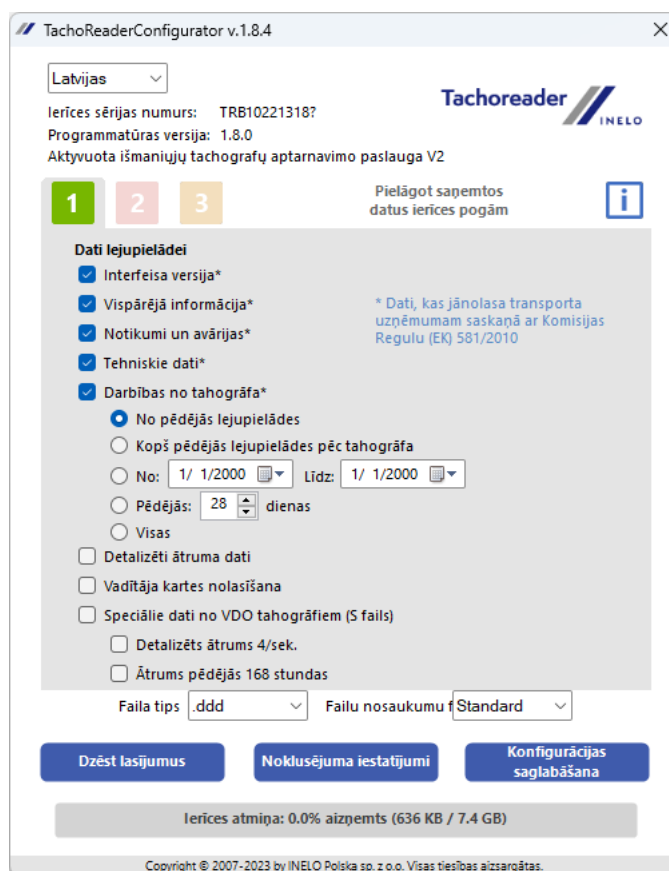 TachoReaderConfigurator v.1.8.4
Latvijas
Tachoreader
INELO
Ierīces sērijas numurs: TRB10221318?
Programmatūras versija: 1.8.0
Aktyvuota išmaniųjų tachografų aptarnavimo paslauga V2
1 2 3
Pielāgot saņemtos
datus ierīces pogām
i
Dati lejupielādei
Interfeisa versija*
Vispārējā informācija*
Notikumi un avārijas*
Tehniskie dati*
* Dati, kas jānolasa transporta
uzņēmumam saskaņā ar Komisijas
Regulu (EK) 581/2010
Darbības no tahogrāfa*
No pēdējās lejupielādes
Kopš pēdējās lejupielādes pēc tahogrāfa
No: 1/ 1/2000 Līdz: 1/ 1/2000
Pēdējās: 28 dienas
Visas
Detalizēti ātruma dati
Vadītāja kartes nolasīšana
Speciālie dati no VDO tahogrāfiem (S fails)
Detalizēts ātrums 4/sek.
Ātrums pēdējās 168 stundas
Faila tips .ddd Failu nosaukumu f Standard
Dzēst lasījumus
Noklusējuma iestatījumi
Konfigurācijas
saglabāšana
Ierīces atmiņa: 0.0% aizņemts (636 KB / 7.4 GB)
Copyright © 2007-2023 by INELO Polska sp. z o.o. Visas tiesības aizsargātas.